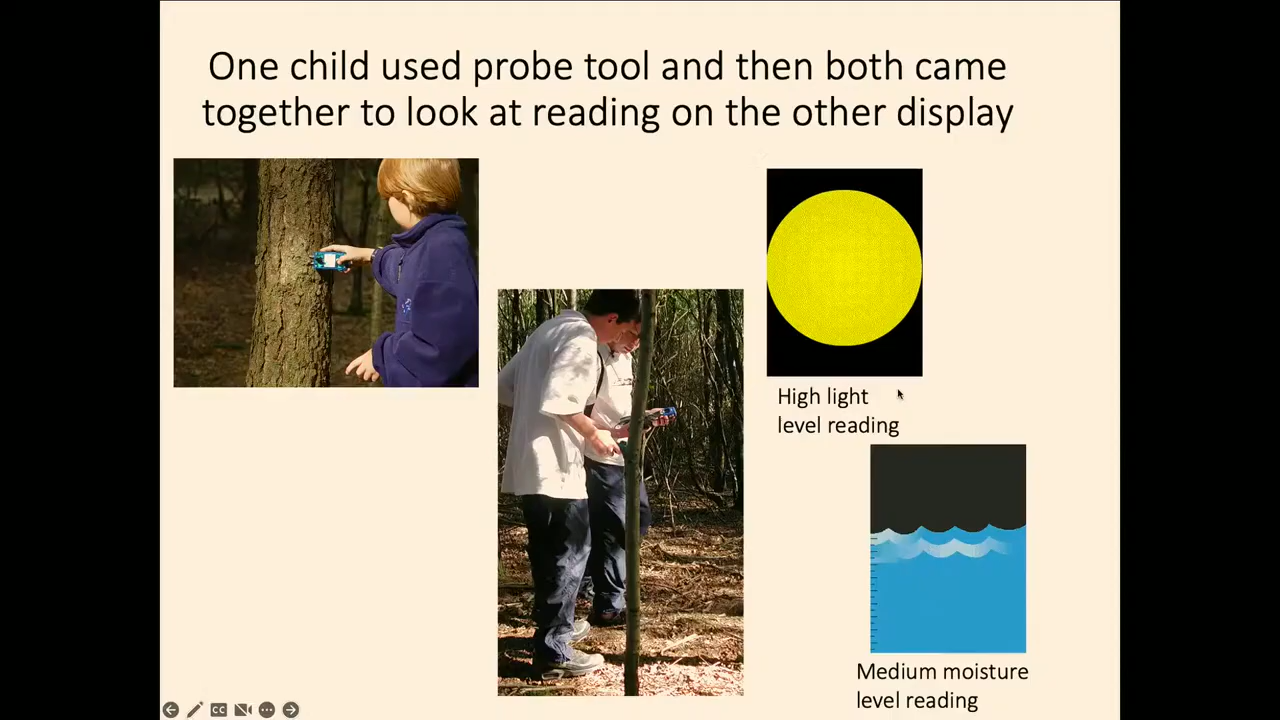 One child used probe tool and then both came
together to look at reading on the other display
High light
level reading
Medium moisture
level reading
CC